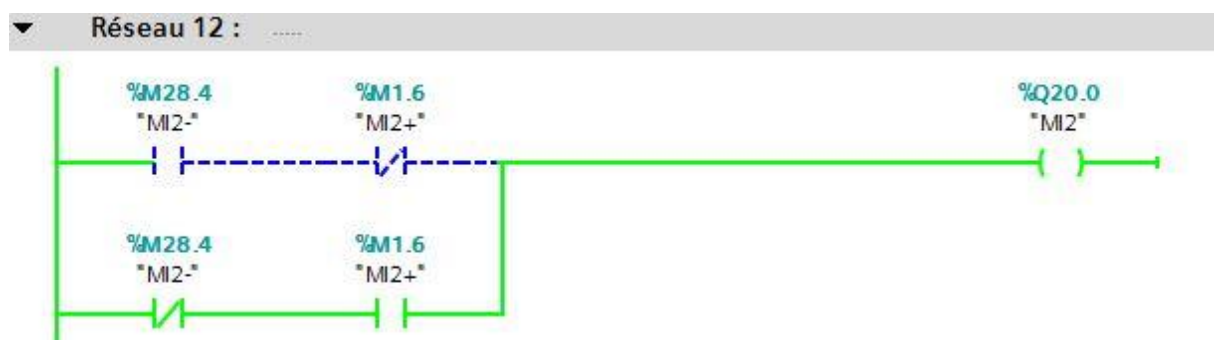 Réseau 12 : .....
%M28.4 %M1.6 %Q20.0
"MI2-" "MI2+" "MI2"
%M28.4 %M1.6
"MI2-" "MI2+"